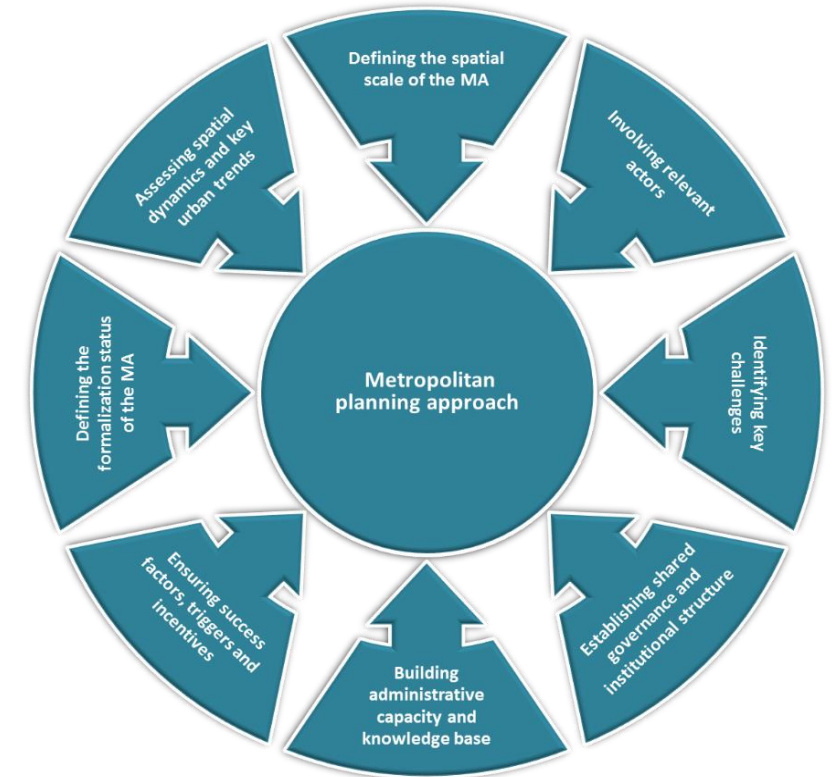 Defining the spatial
scale of the MA
Involving relevant
actors
Identifying key
challenges
Establishing shared
governance and
institutional structure
Building
administrative
capacity and
knowledge base
Ensuring success
factors, triggers and
incentives
Defining the
formalization status
of the MA
Assessing spatial
dynamics and key
urban trends
Metropolitan
planning approach